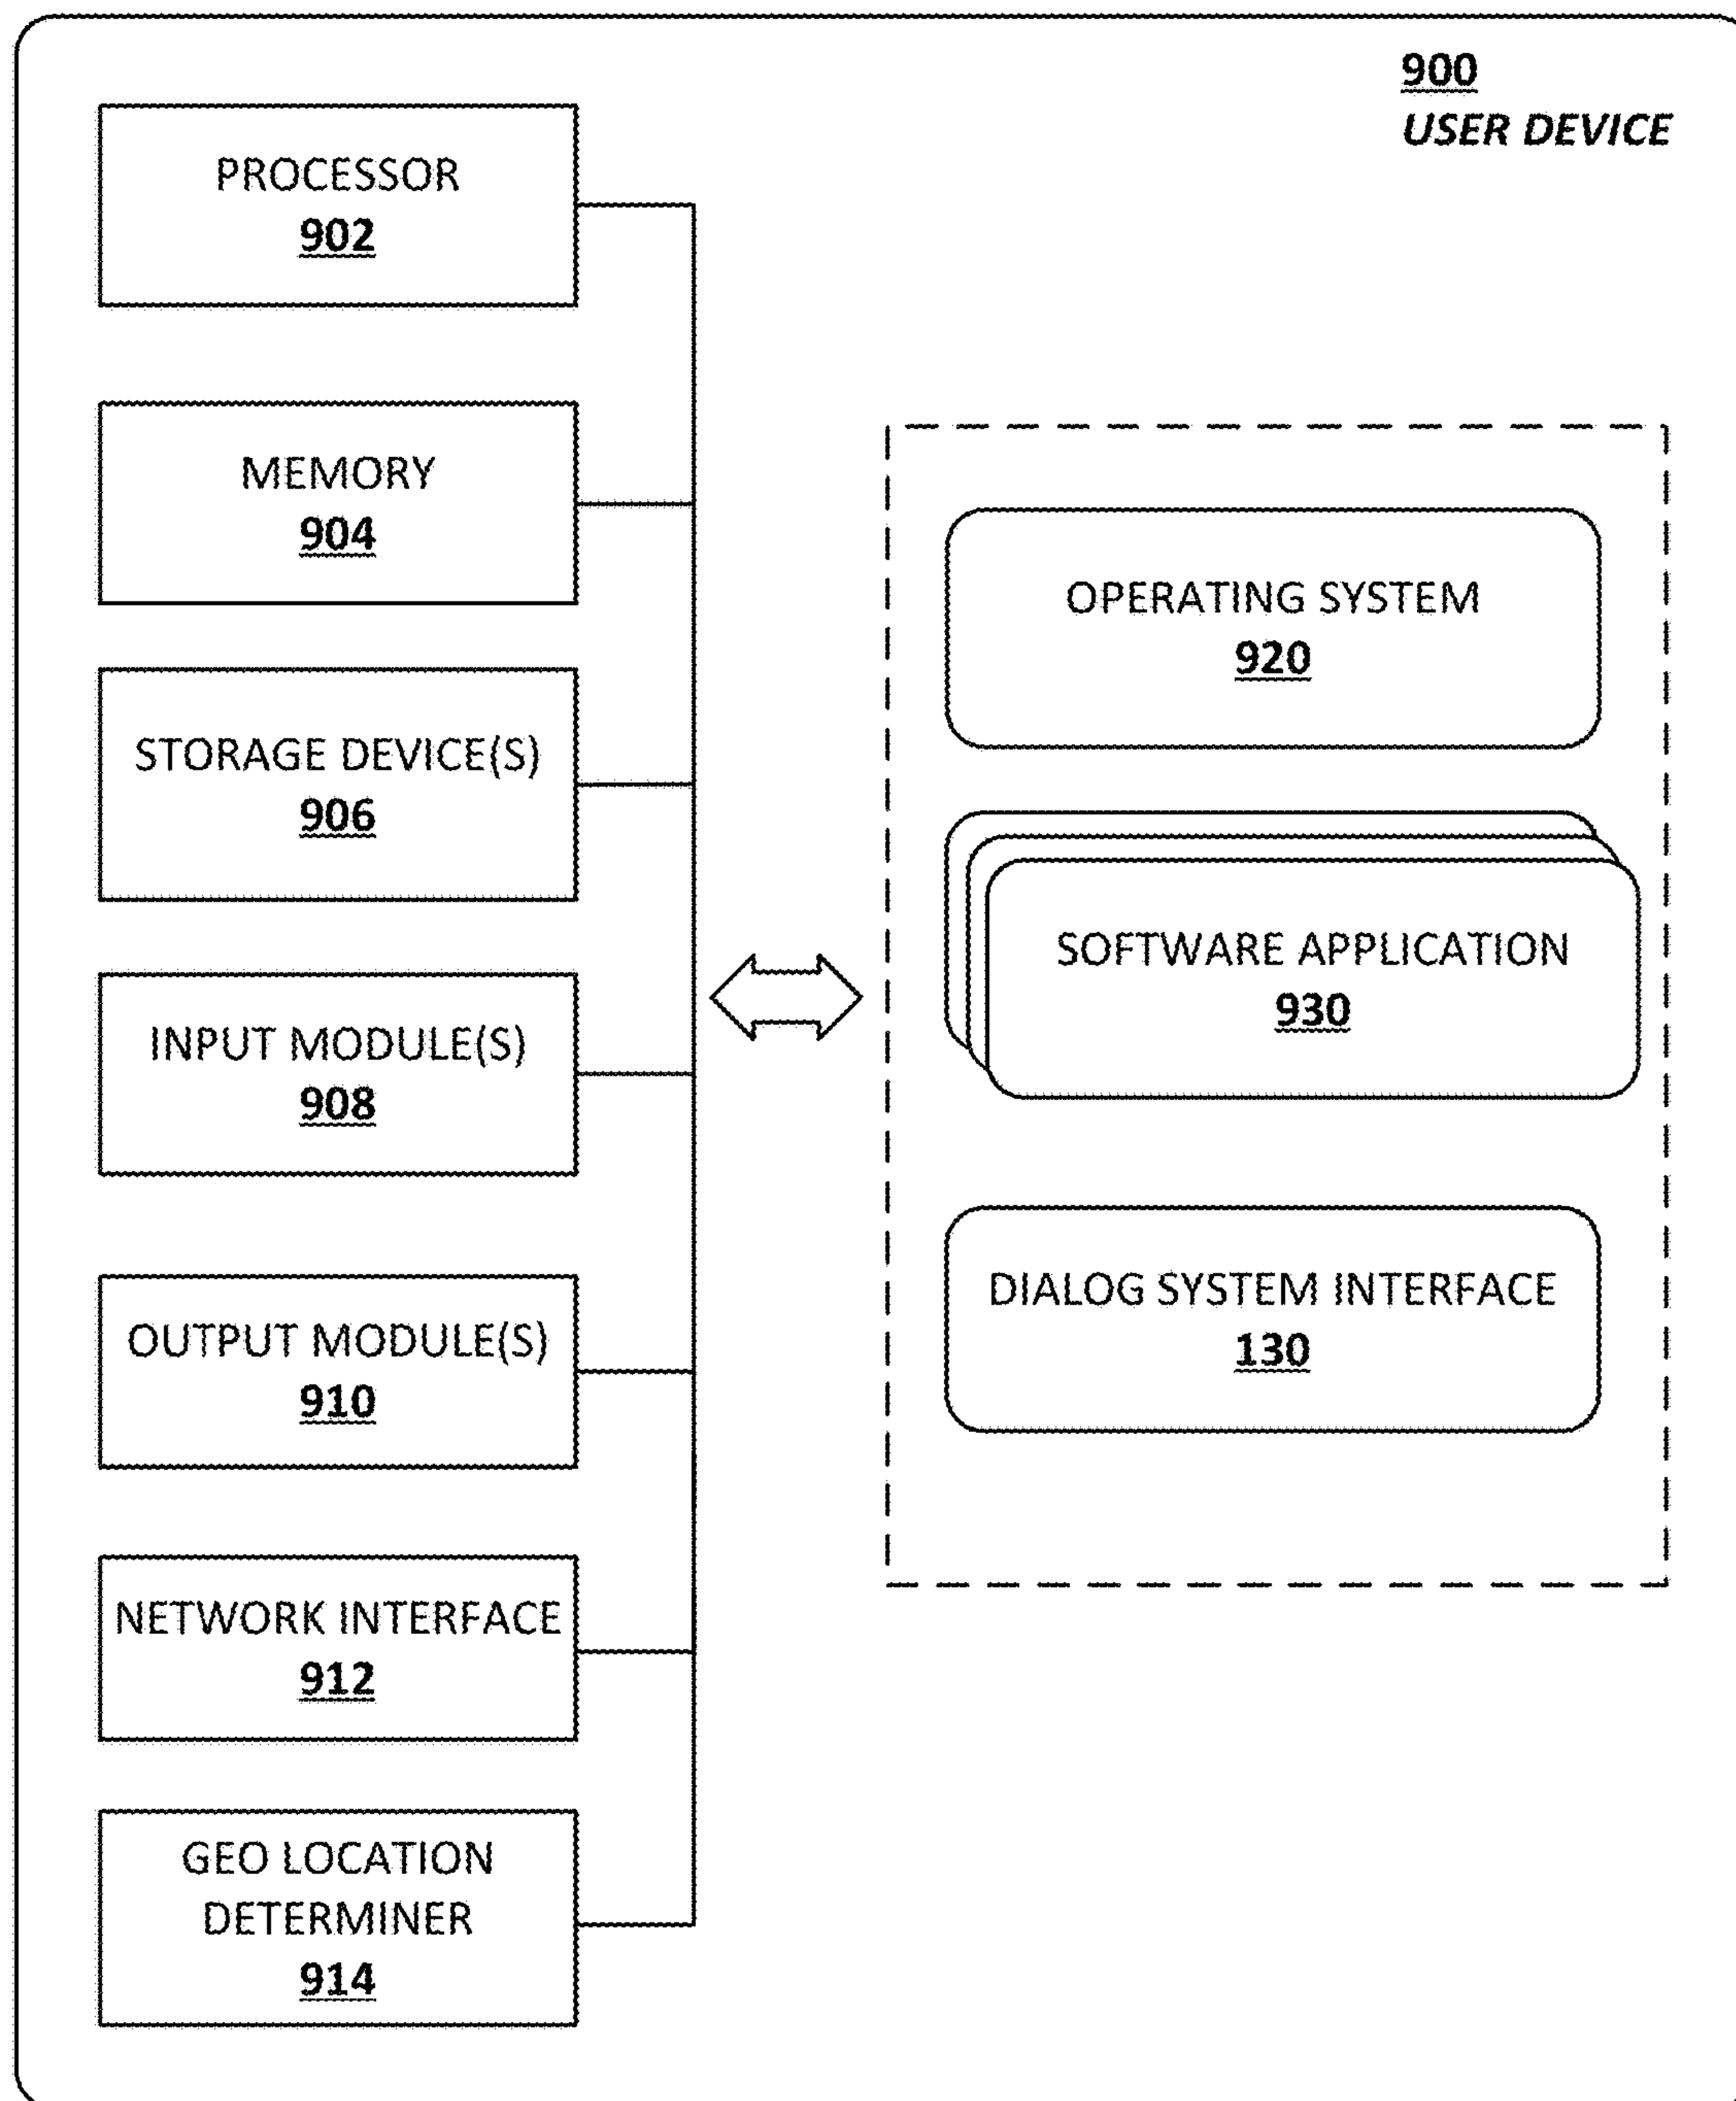 900
USER DEVICE
PROCESSOR
902
MEMORY
904
STORAGE DEVICE(S)
906
INPUT MODULE(S)
908
OUTPUT MODULE(S)
910
NETWORK INTERFACE
912
GEO LOCATION
DETERMINER
914
OPERATING SYSTEM
920
SOFTWARE APPLICATION
930
DIALOG SYSTEM INTERFACE
130